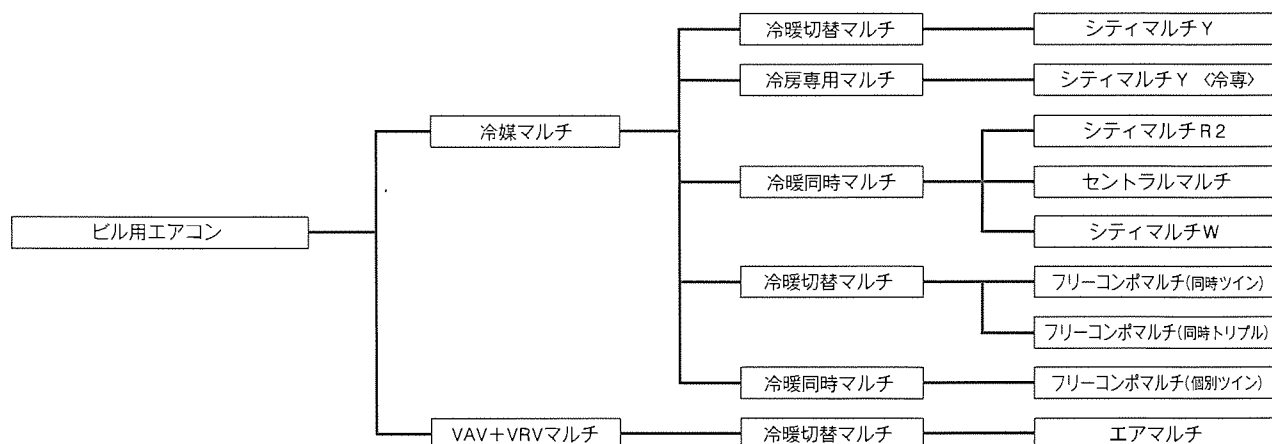 冷暖切替マルチ
シティマルチY
冷房専用マルチ
シティマルチY〈冷専〉
冷媒マルチ
シティマルチR2
冷暖同時マルチ
セントラルマルチ
ビル用エアコン
シティマルチW
冷暖切替マルチ
フリーコンポマルチ(同時ツイン)
フリーコンポマルチ(同時トリプル)
冷暖同時マルチ
フリーコンポマルチ(個別ツイン)
VAV+VRVマルチ
冷暖切替マルチ
エアマルチ